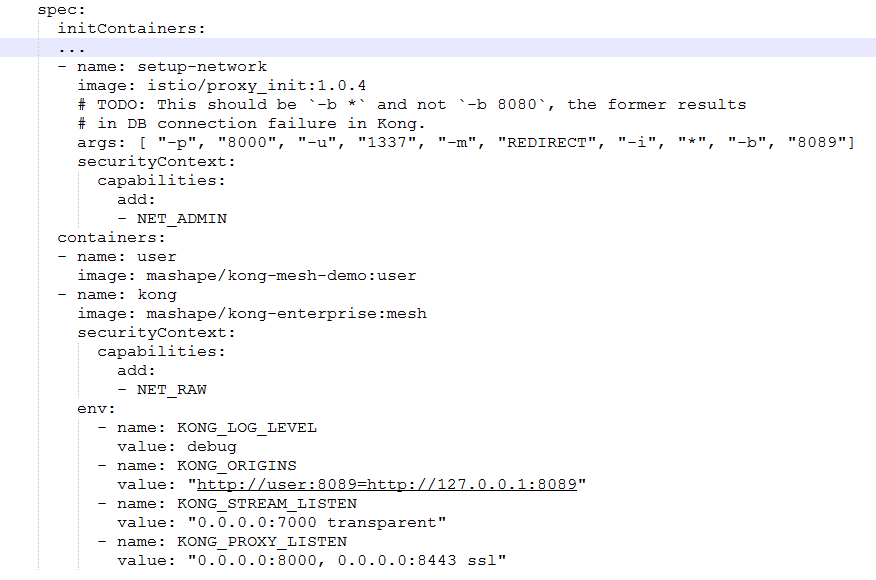 spec:
initContainers:
...
- name: setup-network
image: istio/proxy_init:1.0.4
# TODO: This should be `-b *` and not `-b 8080`, the former results
# in DB connection failure in Kong.
args: [ "-p", "8000", "-u", "1337", "-m", "REDIRECT", "-i", "*", "-b", "8089"]
securityContext:
capabilities:
add:
- NET_ADMIN
containers:
- name: user
image: mashape/kong-mesh-demo:user
- name: kong
image: mashape/kong-enterprise:mesh
securityContext:
capabilities:
add:
- NET_RAW
env:
- name: KONG_LOG_LEVEL
value: debug
- name: KONG_ORIGINS
value: "http://user:8089=http://127.0.0.1:8089"
- name: KONG_STREAM_LISTEN
value: "0.0.0.0:7000 transparent"
- name: KONG_PROXY_LISTEN
value: "0.0.0.0:8000, 0.0.0.0:8443 ssl"